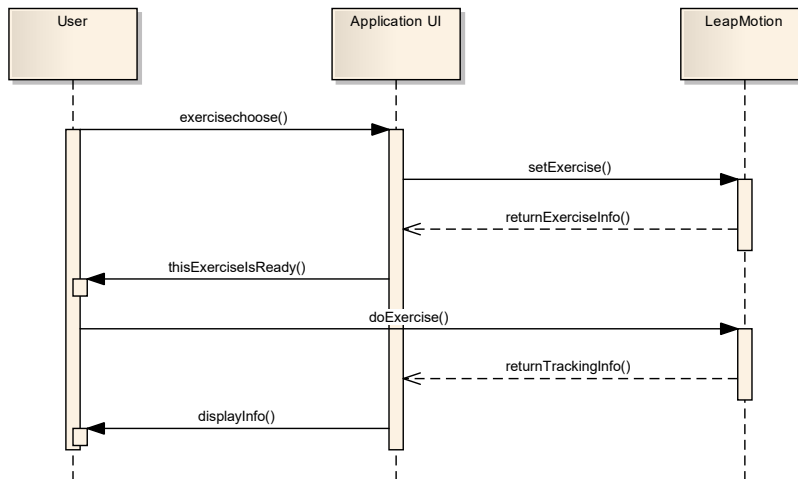 User
Application UI
LeapMotion
exercisechoose()
setExercise()
returnExerciseInfo()
thisExerciseIsReady()
doExercise()
returnTrackingInfo()
displayInfo()